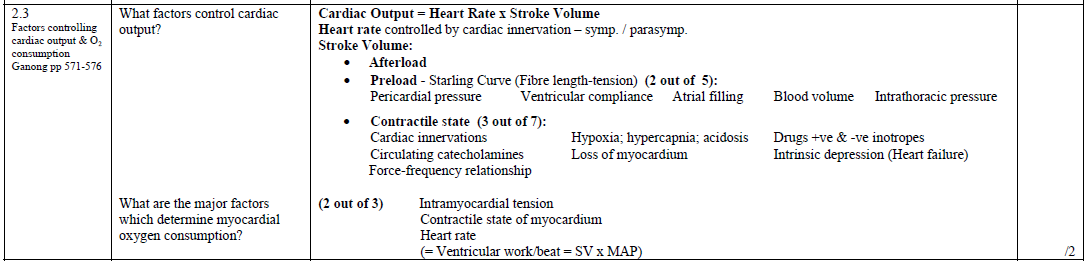 2.3
Factors controlling
cardiac output & O₂
consumption
Ganong pp 571-576
What factors control cardiac
output?
Cardiac Output = Heart Rate x Stroke Volume
Heart rate controlled by cardiac innervation – symp. / parasymp.
Stroke Volume:
• Afterload
• Preload - Starling Curve (Fibre length-tension) (2 out of 5):
Pericardial pressure Ventricular compliance Atrial filling Blood volume Intrathoracic pressure
• Contractile state (3 out of 7):
Cardiac innervations Hypoxia; hypercapnia; acidosis Drugs +ve & -ve inotropes
Circulating catecholamines Loss of myocardium Intrinsic depression (Heart failure)
Force-frequency relationship
What are the major factors
which determine myocardial
oxygen consumption?
(2 out of 3) Intramyocardial tension
Contractile state of myocardium
Heart rate
(= Ventricular work/beat = SV x MAP)
/2